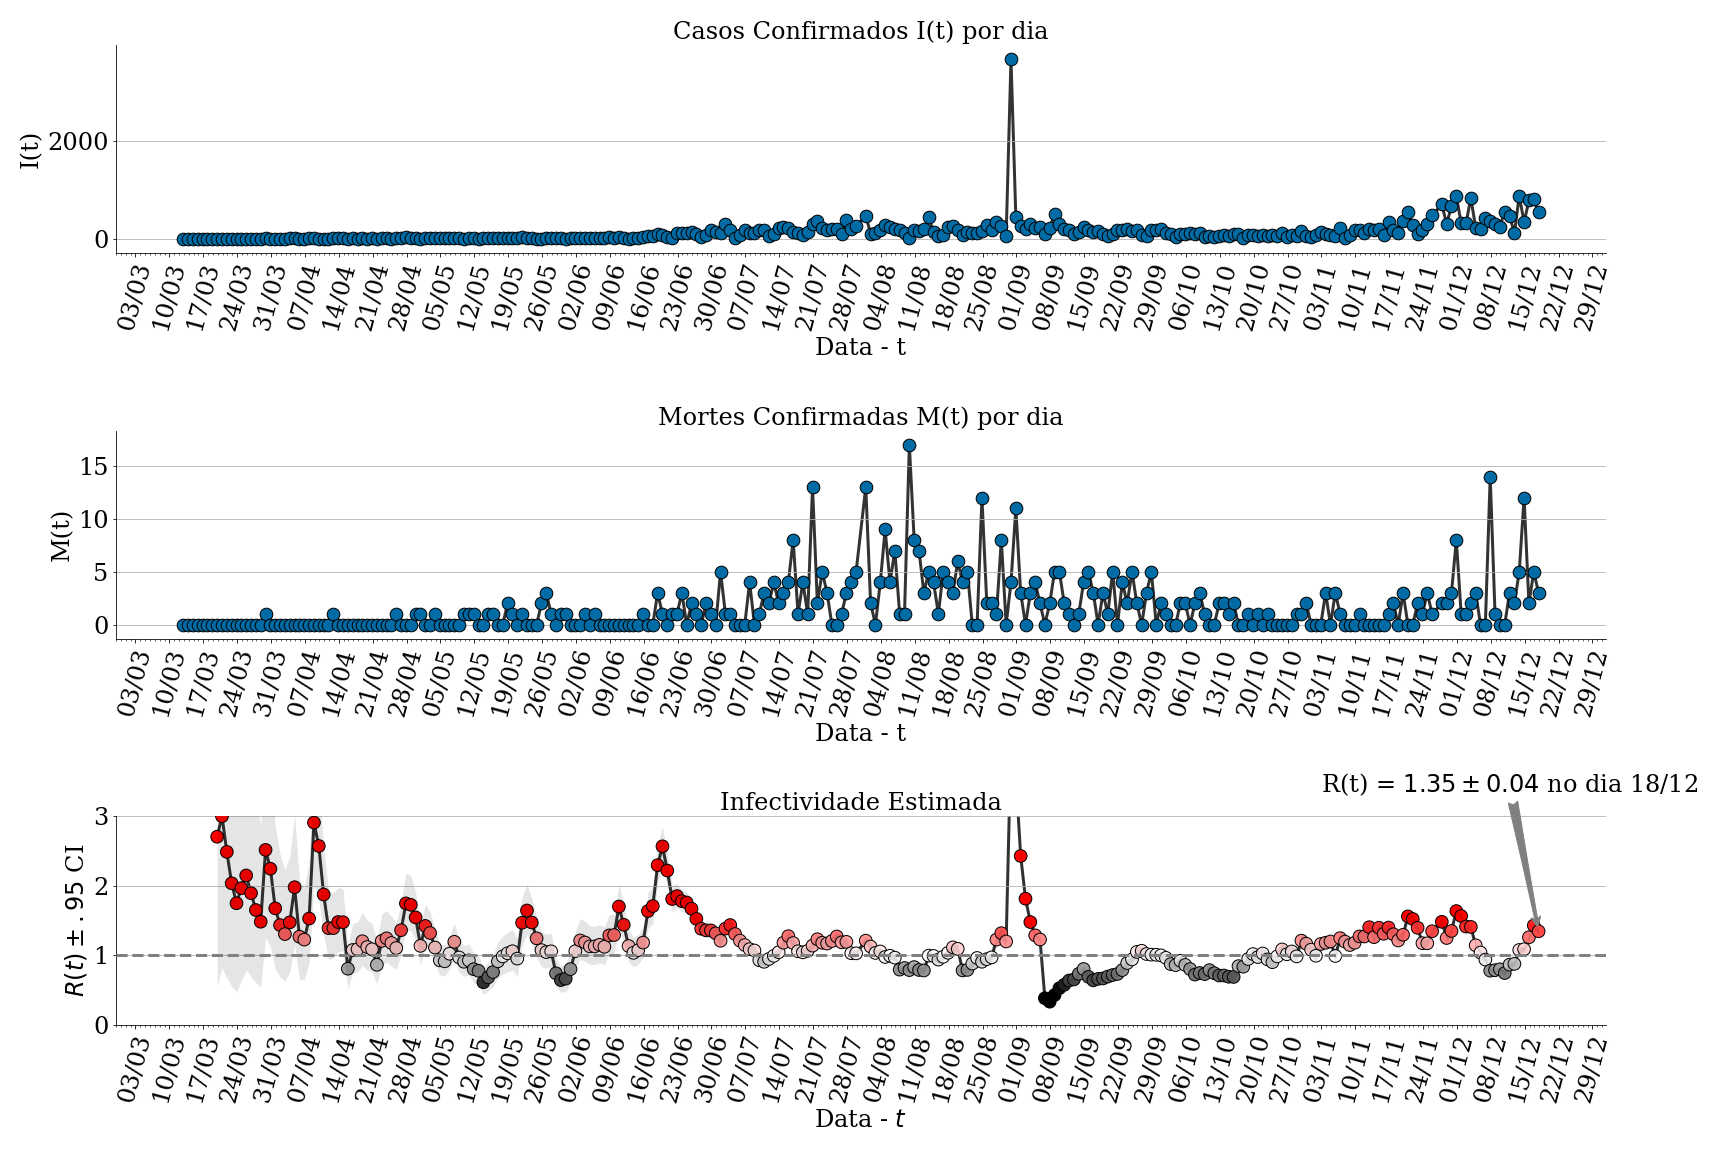 Casos Confirmados I(t) por dia
I(t)
2000
0
03/03 10/03 17/03 24/03 31/03 07/04 14/04 21/04 28/04 05/05 12/05 19/05 26/05 02/06 09/06 16/06 23/06 30/06 07/07 14/07 21/07 28/07 04/08 11/08 18/08 25/08 01/09 08/09 15/09 22/09 29/09 06/10 13/10 20/10 27/10 03/11 10/11 17/11 24/11 01/12 08/12 15/12 22/12 29/12
Data - t
Mortes Confirmadas M(t) por dia
M(t)
15
10
5
0
03/03 10/03 17/03 24/03 31/03 07/04 14/04 21/04 28/04 05/05 12/05 19/05 26/05 02/06 09/06 16/06 23/06 30/06 07/07 14/07 21/07 28/07 04/08 11/08 18/08 25/08 01/09 08/09 15/09 22/09 29/09 06/10 13/10 20/10 27/10 03/11 10/11 17/11 24/11 01/12 08/12 15/12 22/12 29/12
Data - t
R(t) = 1.35 ± 0.04 no dia 18/12
Infectividade Estimada
R(t) ± .95 CI
3
2
1
0
03/03 10/03 17/03 24/03 31/03 07/04 14/04 21/04 28/04 05/05 12/05 19/05 26/05 02/06 09/06 16/06 23/06 30/06 07/07 14/07 21/07 28/07 04/08 11/08 18/08 25/08 01/09 08/09 15/09 22/09 29/09 06/10 13/10 20/10 27/10 03/11 10/11 17/11 24/11 01/12 08/12 15/12 22/12 29/12
Data - t